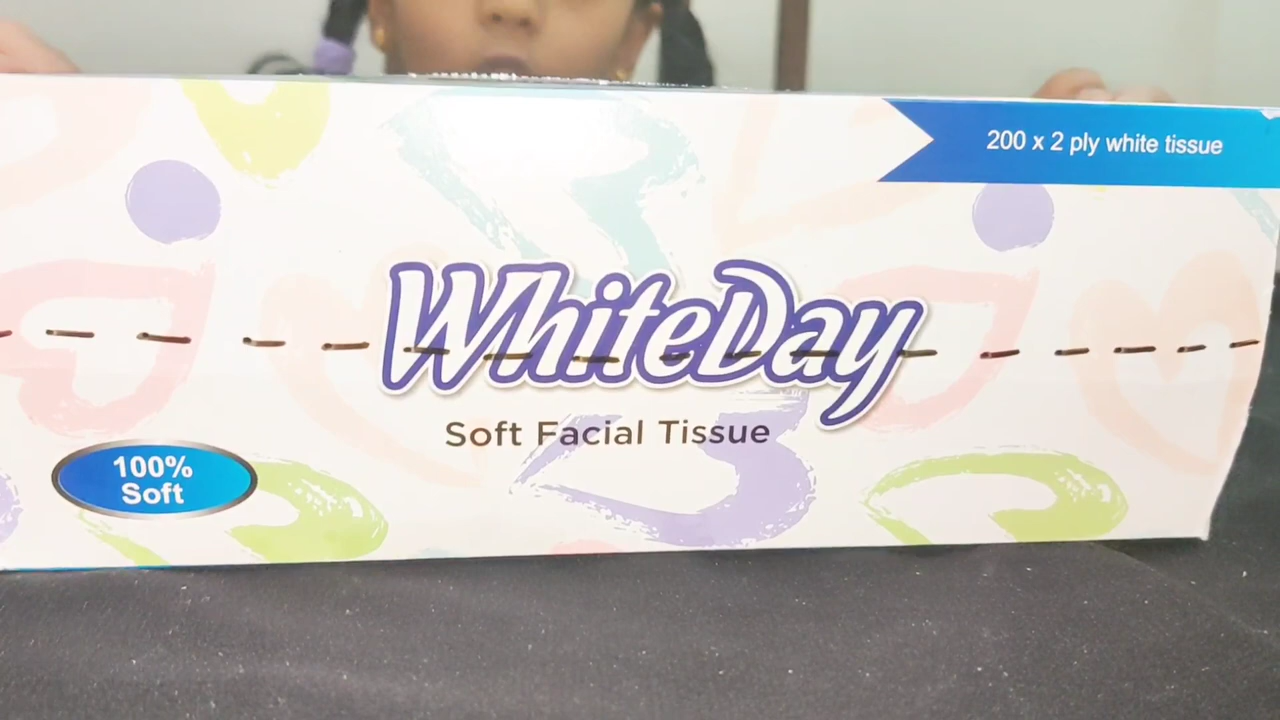 200 x 2 ply white tissue
WhiteDay
Soft Facial Tissue
100%
Soft